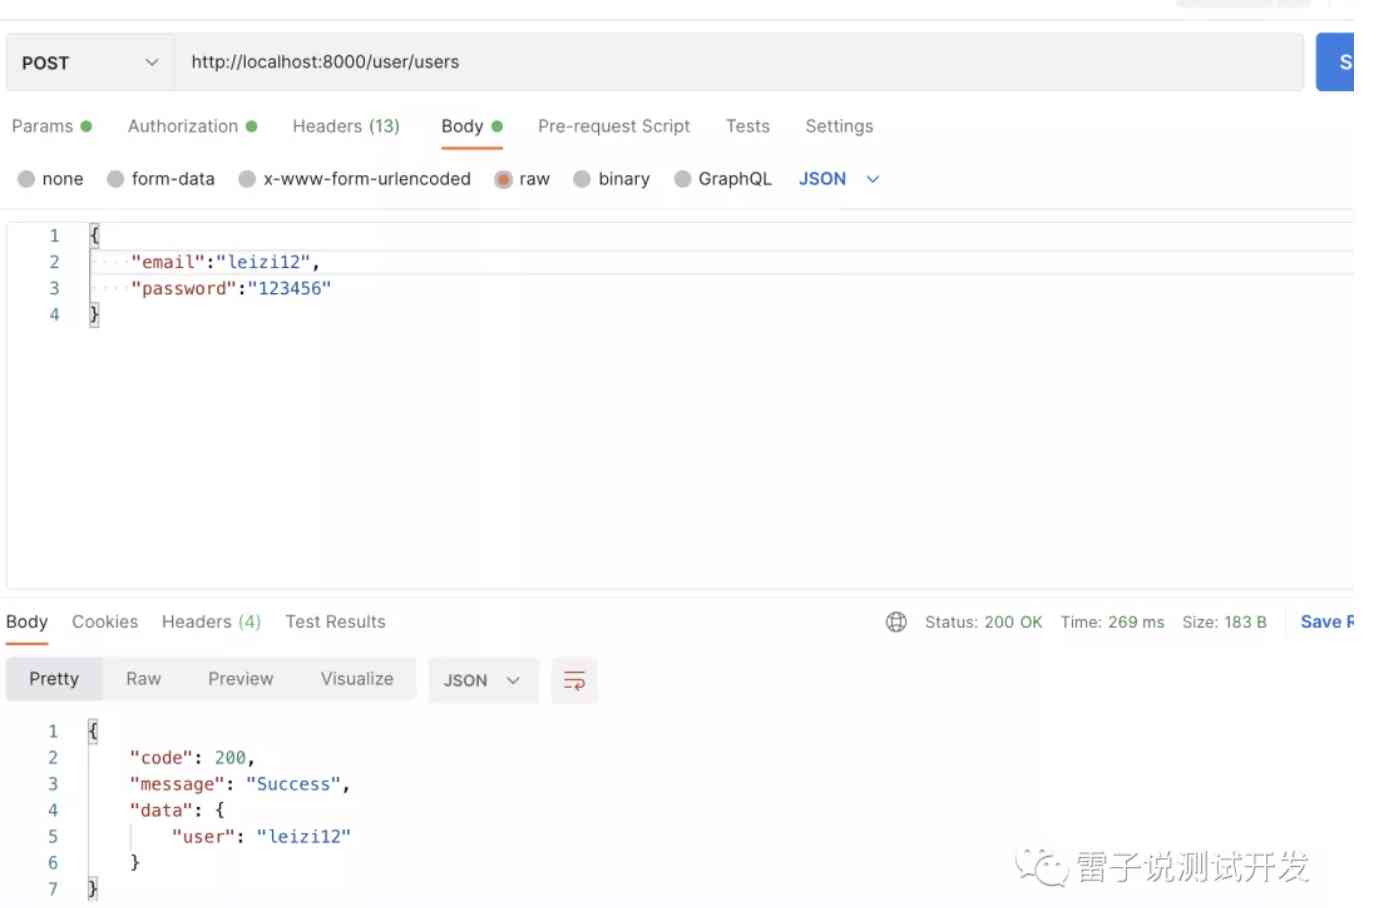 POST http://localhost:8000/user/users S
Params Authorization Headers (13) Body Pre-request Script Tests Settings
none form-data x-www-form-urlencoded raw binary GraphQL JSON
1 {
2 "email":"leizi12",
3 "password":"123456"
4 }
Body Cookies Headers (4) Test Results Status: 200 OK Time: 269 ms Size: 183 B Save R
Pretty Raw Preview Visualize JSON
1 {
2 "code": 200,
3 "message": "Success",
4 "data": {
5 "user": "leizi12"
6 }
7 }
雷子说测试开发